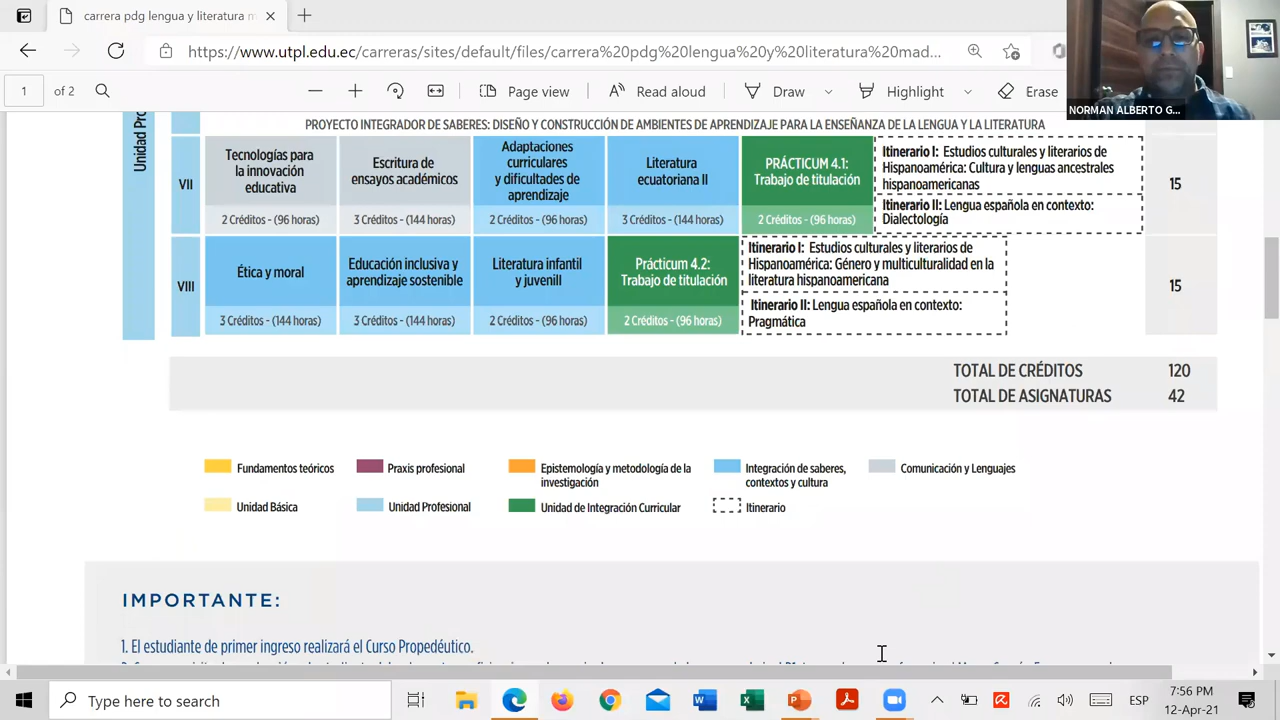 carrera pdg lengua y literatura m
https://www.utpl.edu.ec/carreras/sites/default/files/carrera%20pdg%20lengua%20y%20literatura%20mad...
1
of 2
Page view
Read aloud
Draw
Highlight
Erase
NORMAN ALBERTO G...
Unidad Pro
PROYECTO INTEGRADOR DE SABERES: DISEÑO Y CONSTRUCCIÓN DE AMBIENTES DE APRENDIZAJE PARA LA ENSEÑANZA DE LA LENGUA Y LA LITERATURA
VII
Tecnologías para
la innovación
educativa
2 Créditos - (96 horas)
Escritura de
ensayos académicos
3 Créditos - (144 horas)
Adaptaciones
curriculares
y dificultades de
aprendizaje
2 Créditos - (96 horas)
Literatura
ecuatoriana II
3 Créditos - (144 horas)
PRÁCTICUM 4.1:
Trabajo de titulación
2 Créditos - (96 horas)
Itinerario I: Estudios culturales y literarios de
Hispanoamérica: Cultura y lenguas ancestrales
hispanoamericanas
Itinerario II: Lengua española en contexto:
Dialectología
15
VIII
Ética y moral
3 Créditos - (144 horas)
Educación inclusiva y
aprendizaje sostenible
3 Créditos - (144 horas)
Literatura infantil
y juvenill
2 Créditos - (96 horas)
Prácticum 4.2:
Trabajo de titulación
2 Créditos - (96 horas)
Itinerario I: Estudios culturales y literarios de
Hispanoamérica: Género y multiculturalidad en la
literatura hispanoamericana
Itinerario II: Lengua española en contexto:
Pragmática
15
TOTAL DE CRÉDITOS 120
TOTAL DE ASIGNATURAS 42
Fundamentos teóricos
Praxis profesional
Epistemología y metodología de la
investigación
Integración de saberes,
contextos y cultura
Comunicación y Lenguajes
Unidad Básica
Unidad Profesional
Unidad de Integración Curricular
Itinerario
IMPORTANTE:
1. El estudiante de primer ingreso realizará el Curso Propedéutico.
Type here to search
ESP
7:56 PM
12-Apr-21